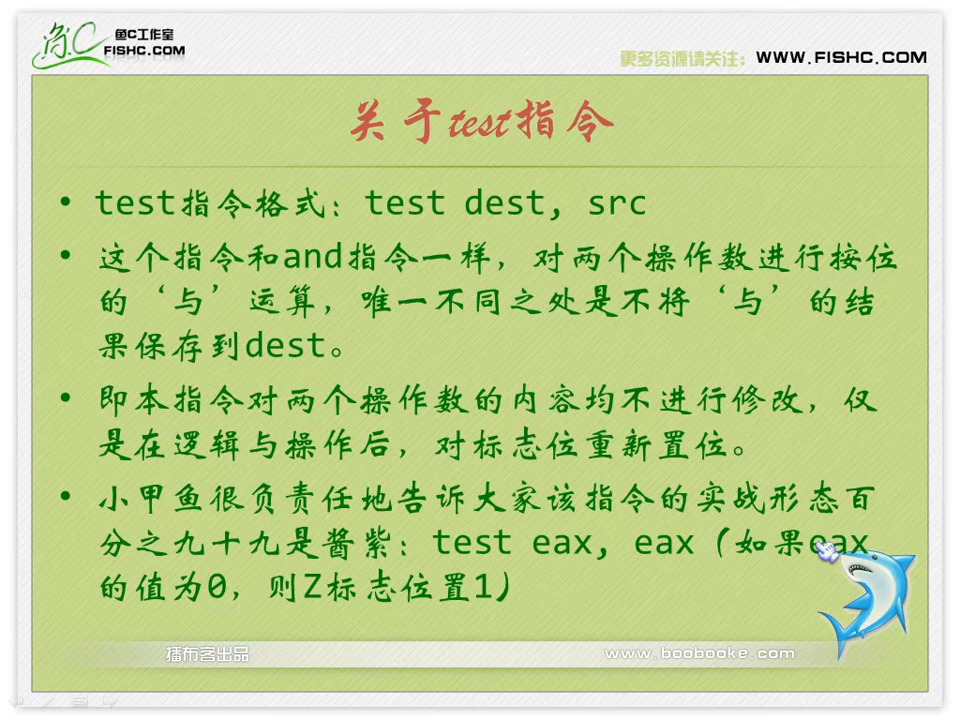 鱼C工作室
FISHC.COM
更多资源请关注：WWW.FISHC.COM
关于test指令
• test指令格式：test dest, src
• 这个指令和and指令一样，对两个操作数进行按位
的‘与’运算，唯一不同之处是不将‘与’的结
果保存到dest。
• 即本指令对两个操作数的内容均不进行修改，仅
是在逻辑与操作后，对标志位重新置位。
• 小甲鱼很负责任地告诉大家该指令的实战形态百
分之九十九是酱紫：test eax, eax（如果eax
的值为0，则Z标志位置1）
播布客出品
www.boobooke.com